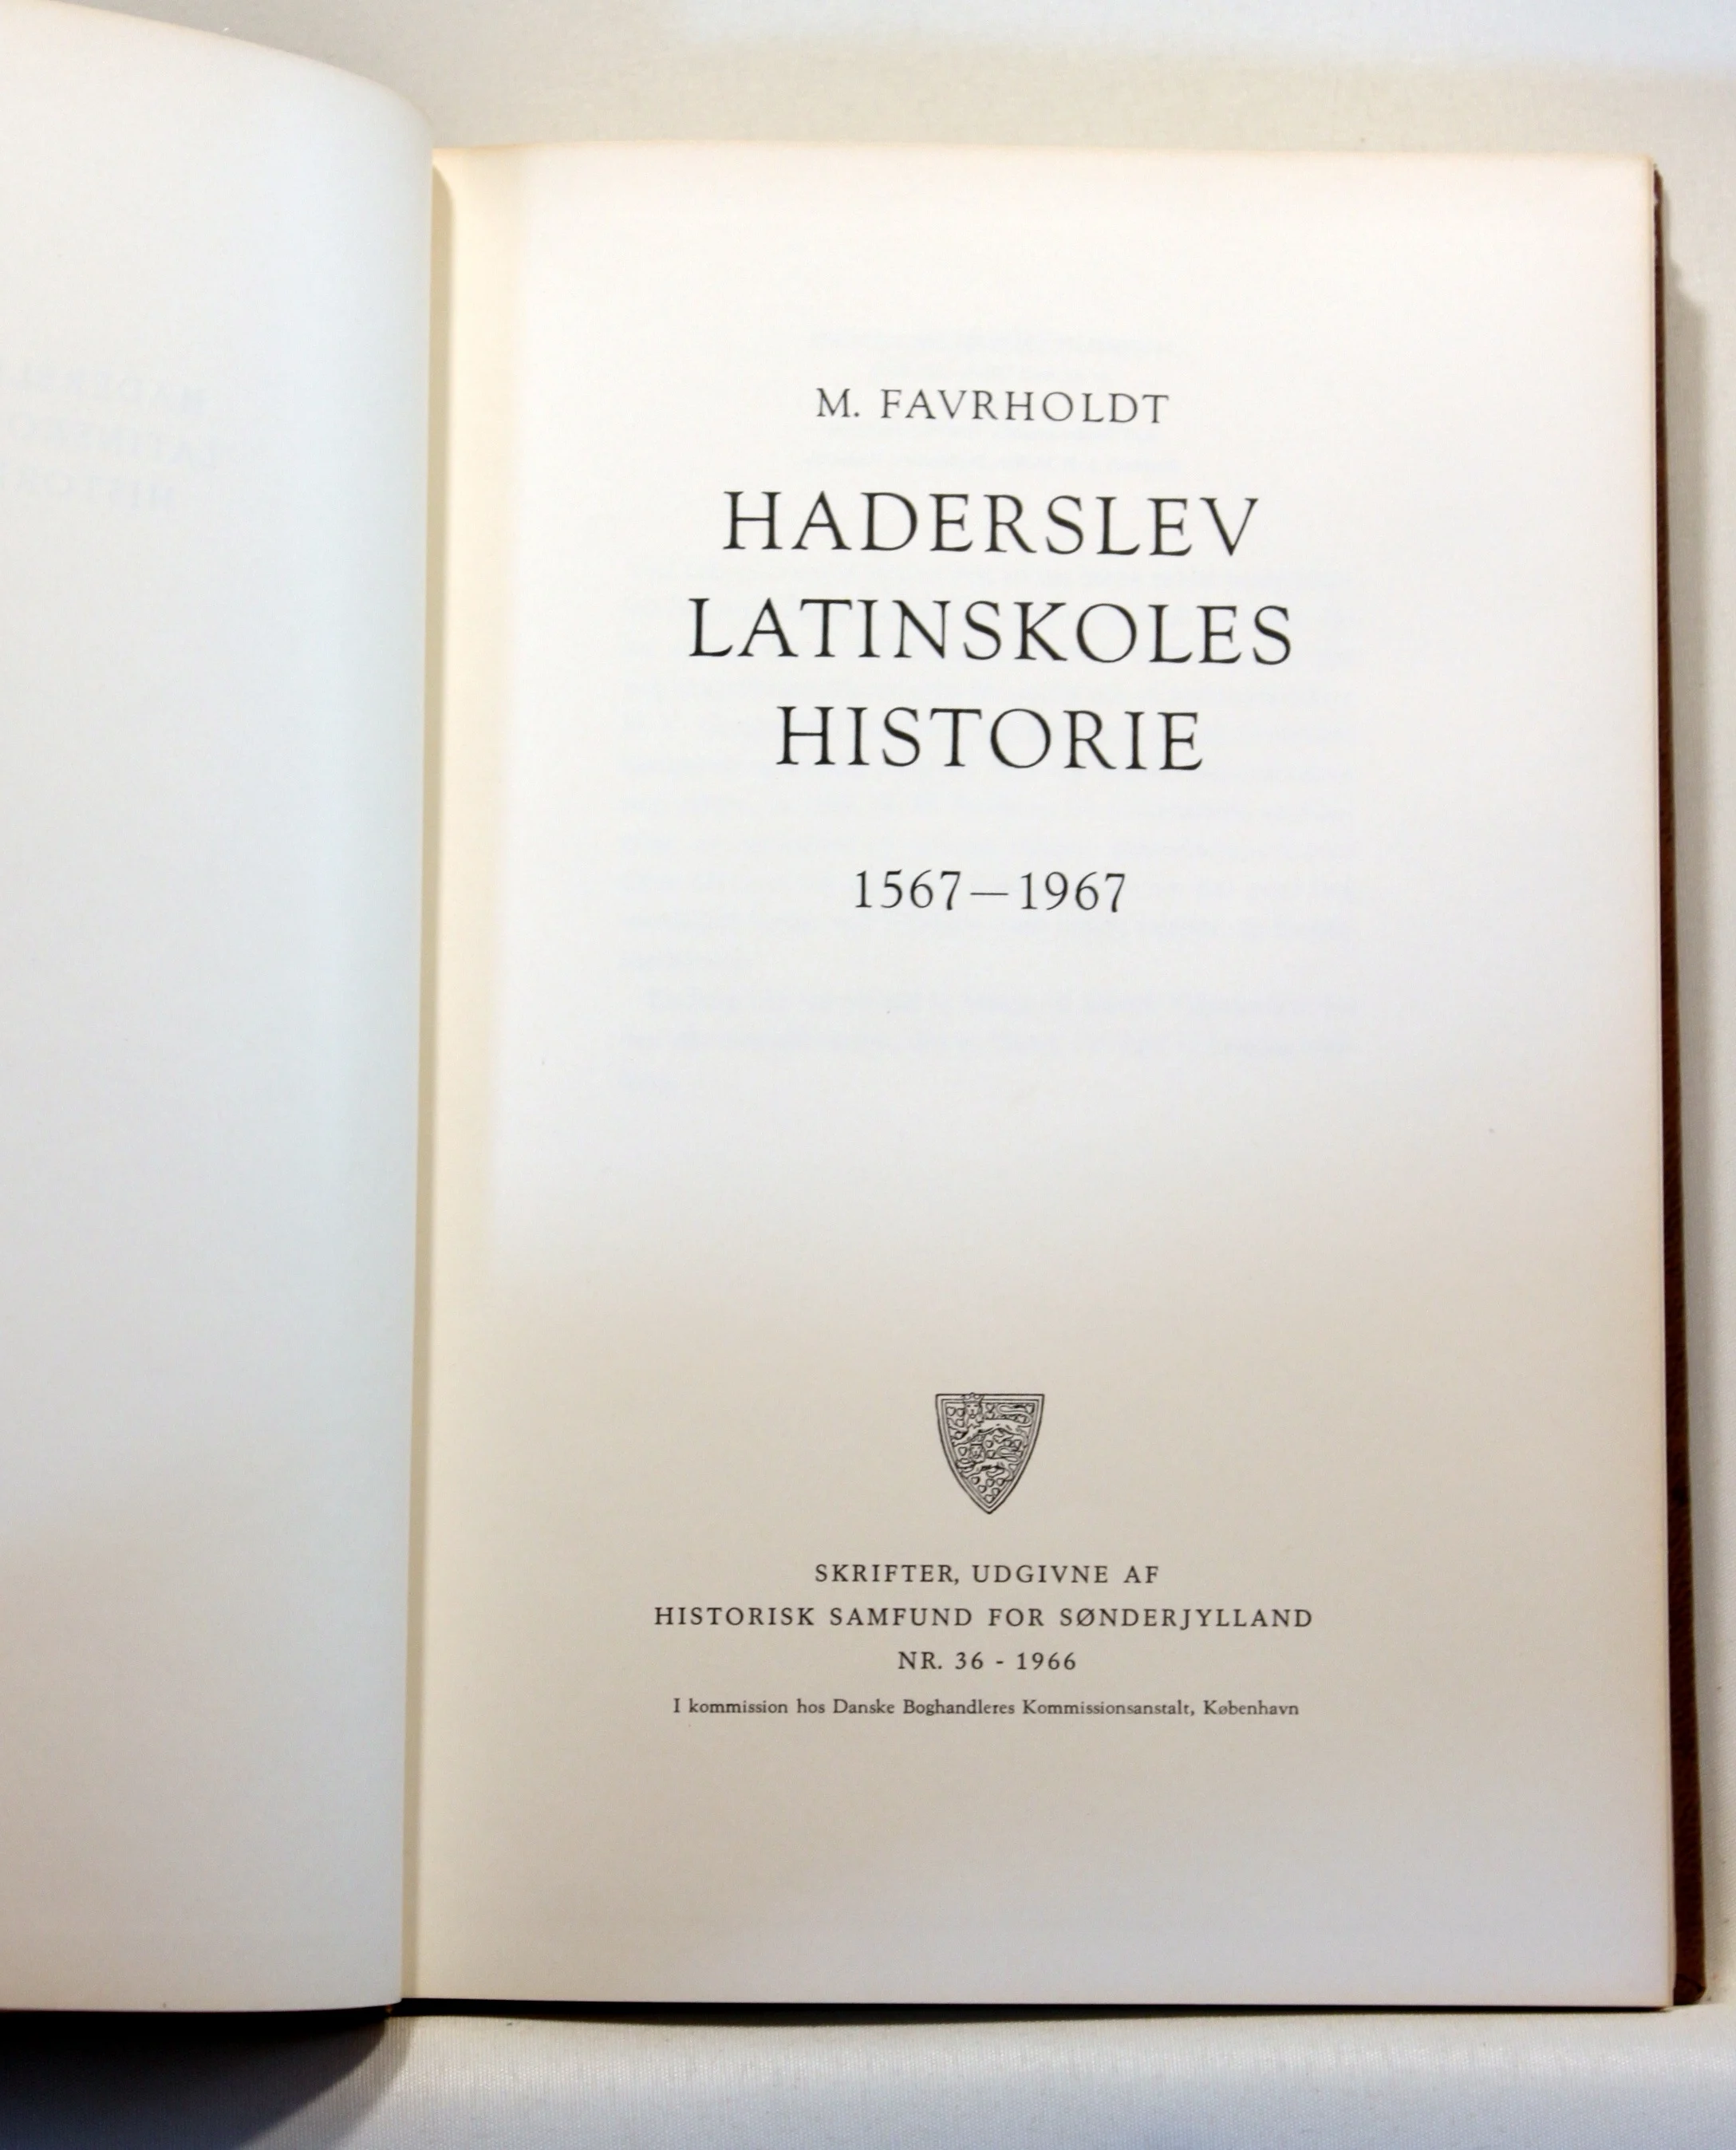 M. FAVRHOLDT
HADERSLEV
LATINSKOLES
HISTORIE
1567—1967
SKRIFTER, UDGIVNE AF
HISTORISK SAMFUND FOR SØNDERJYLLAND
NR. 36 - 1966
I kommission hos Danske Boghandleres Kommissionsanstalt, København